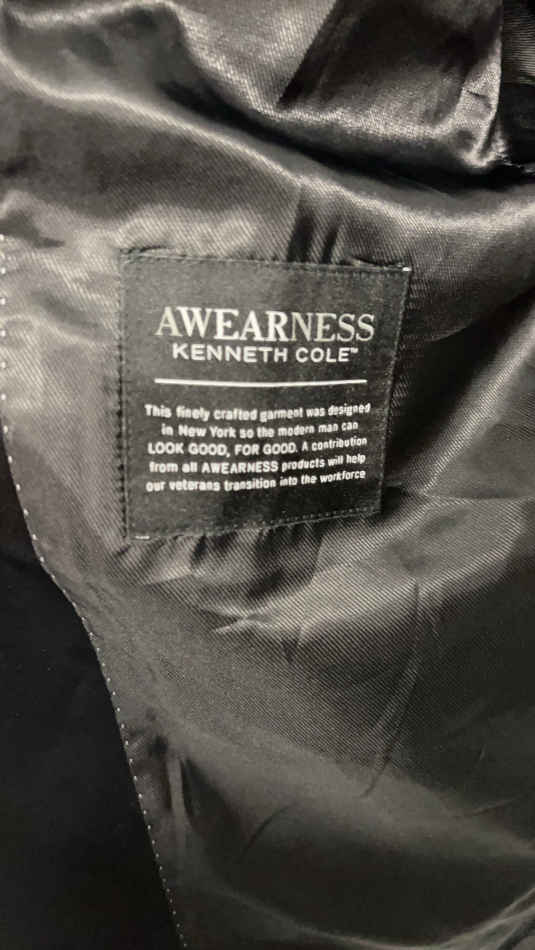 AWEARNESS
KENNETH COLE™
This finely crafted garment was designed
in New York so the modern man can
LOOK GOOD, FOR GOOD. A contribution
from all AWEARNESS products will help
our veterans transition into the workforce